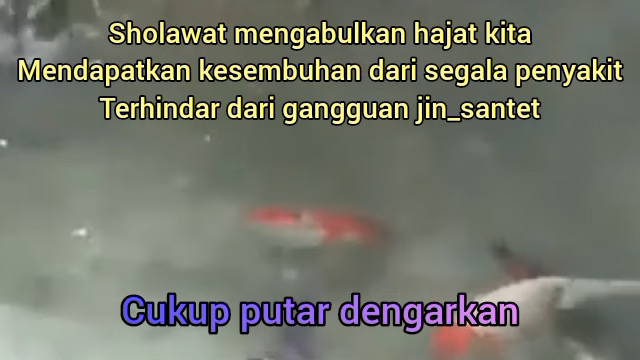 Sholawat mengabulkan hajat kita
Mendapatkan kesembuhan dari segala penyakit
Terhindar dari gangguan jin_santet
Cukup putar dengarkan